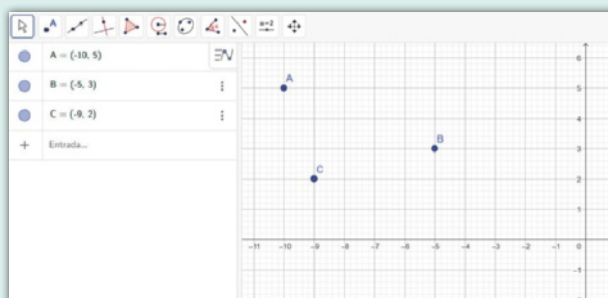 A
a=2
A = (-10, 5)
B = (-5, 3)
C = (-9, 2)
+ Entrada...
6
A
5
4
B
3
C
2
1
-11 -10 -9 -8 -7 -6 -5 -4 -3 -2 -1 0
-1